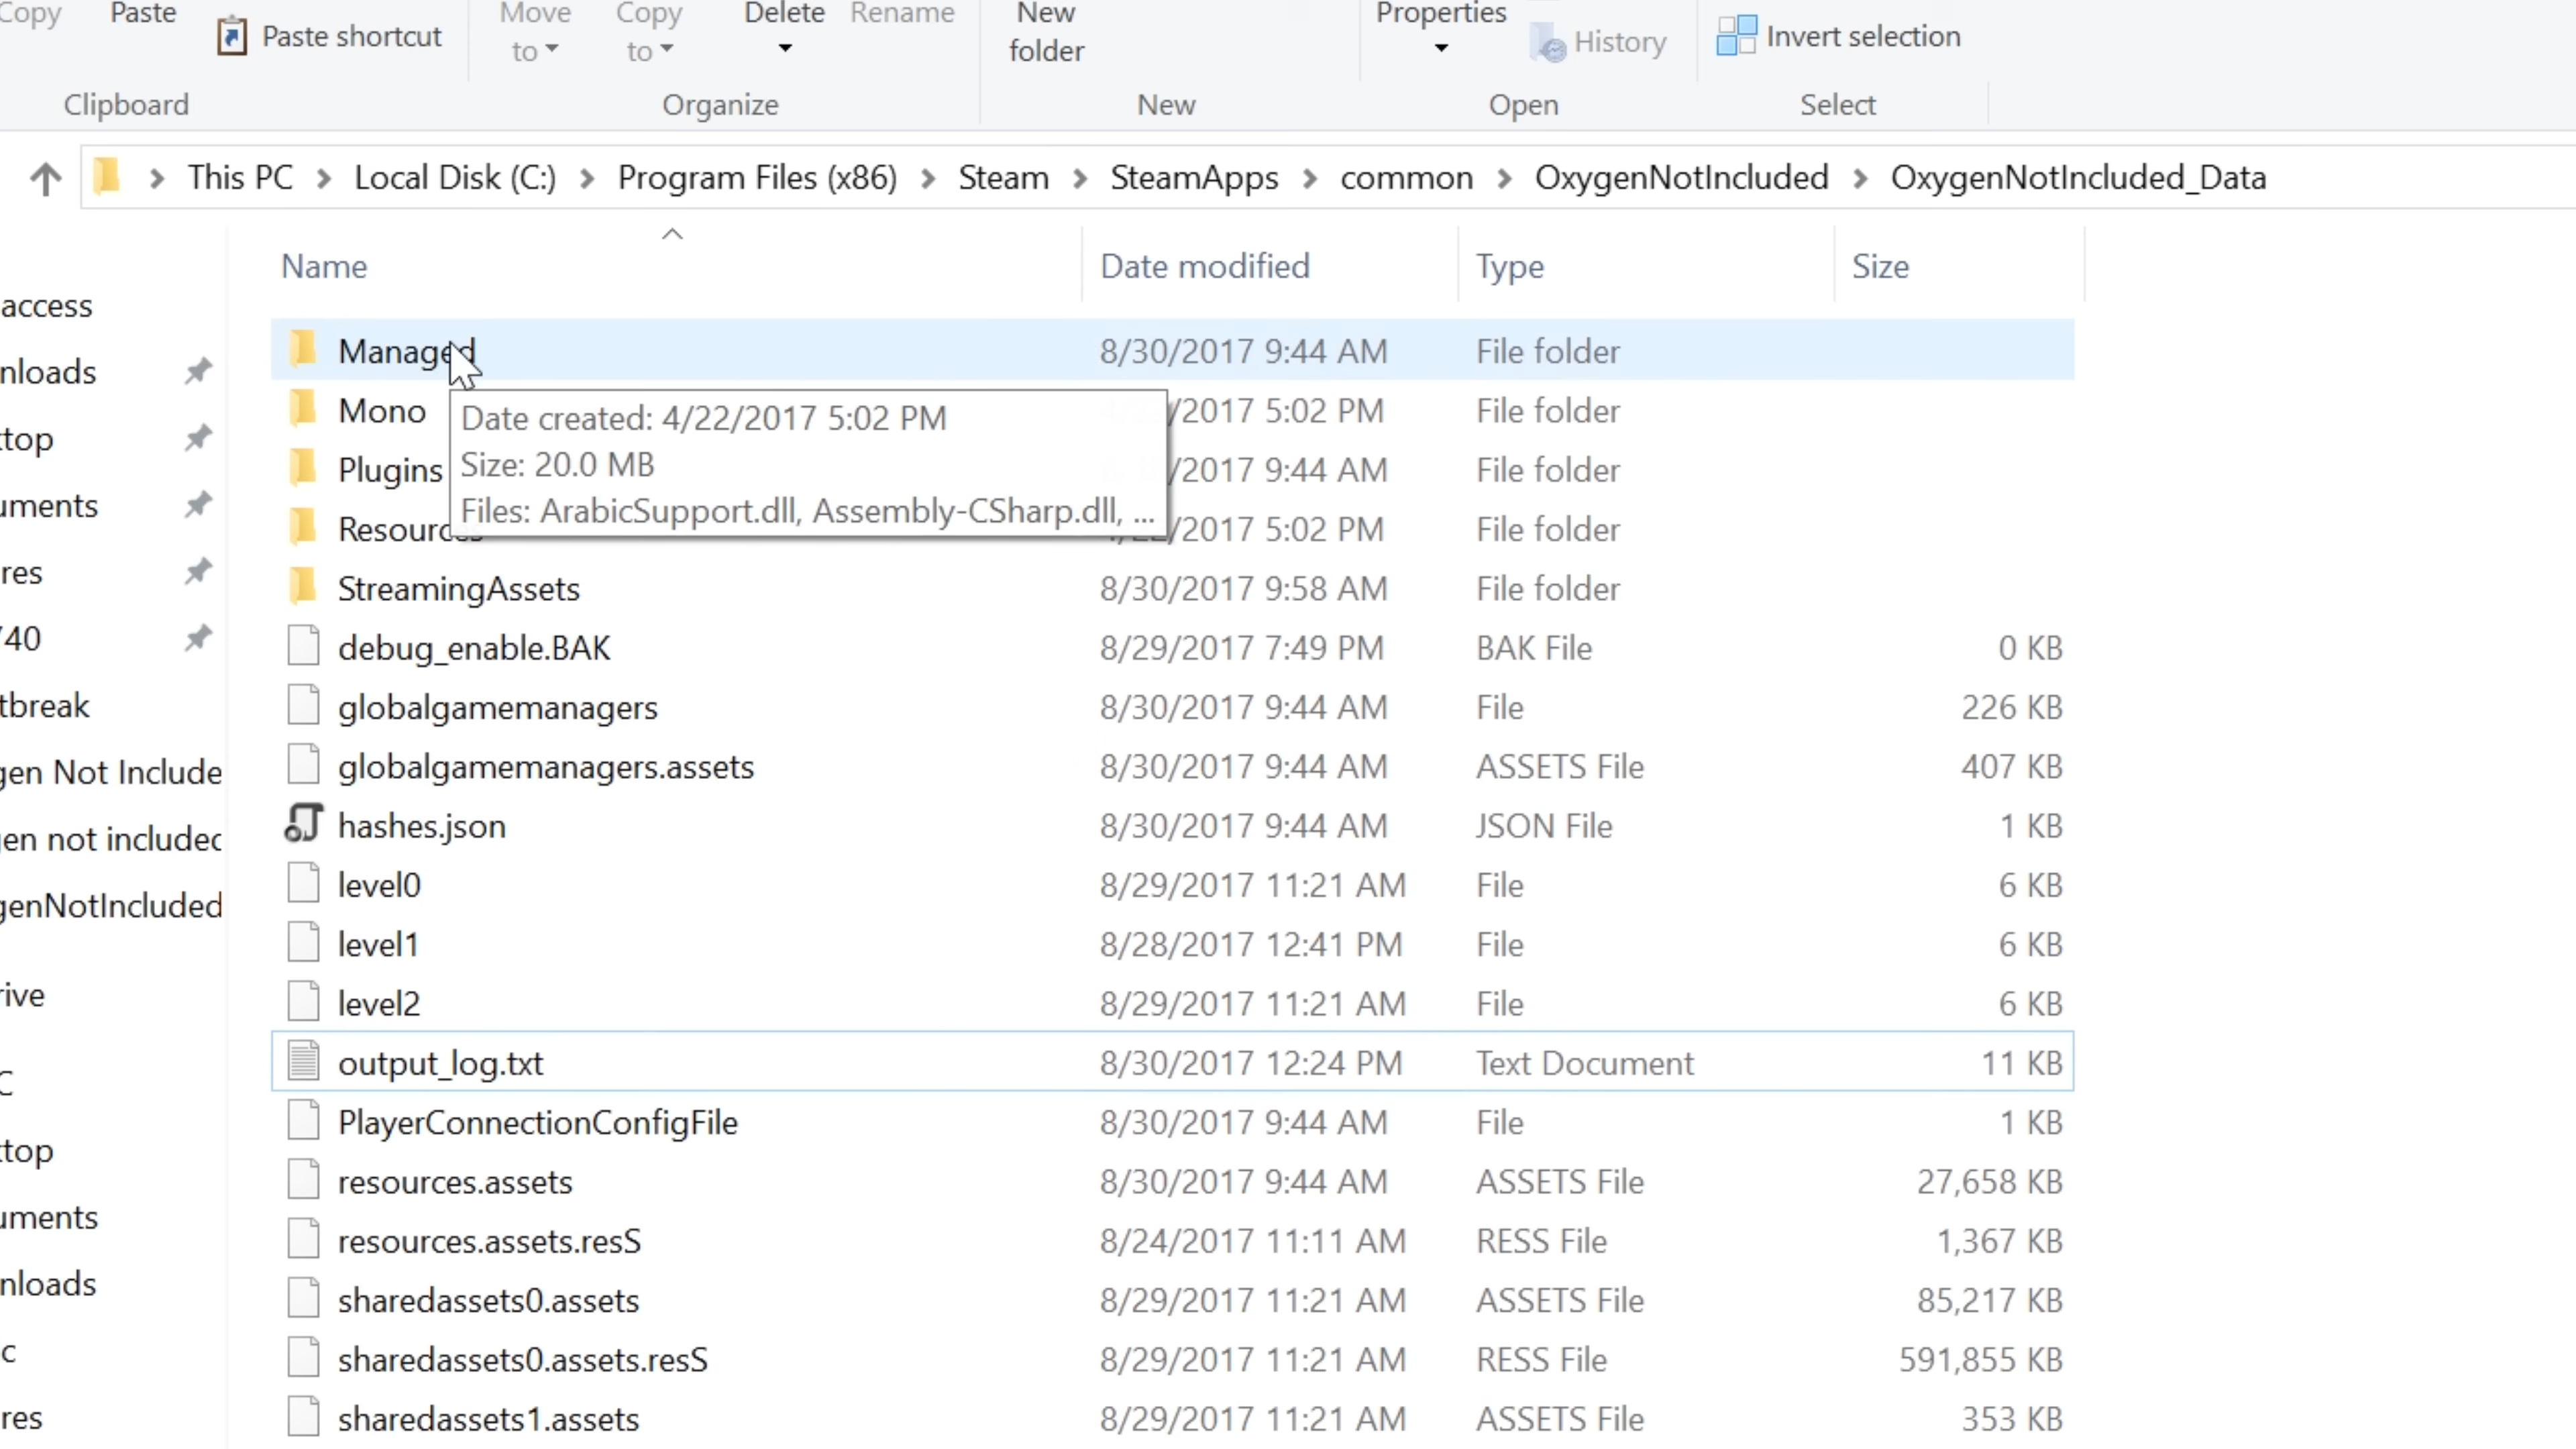 Copy Paste Paste shortcut Move to Copy to Delete Rename New folder Properties History Invert selection
Clipboard Organize New Open Select
This PC > Local Disk (C:) > Program Files (x86) > Steam > SteamApps > common > OxygenNotIncluded > OxygenNotIncluded_Data
Name Date modified Type Size
access
nloads
top
uments
res
40
tbreak
gen Not Include
en not included
genNotIncluded
rive
C
top
uments
nloads
c
res
Managed 8/30/2017 9:44 AM File folder
Mono /2017 5:02 PM File folder
Plugins /2017 9:44 AM File folder
Resources /2017 5:02 PM File folder
Date created: 4/22/2017 5:02 PM
Size: 20.0 MB
Files: ArabicSupport.dll, Assembly-CSharp.dll, ...
StreamingAssets 8/30/2017 9:58 AM File folder
debug_enable.BAK 8/29/2017 7:49 PM BAK File 0 KB
globalgamemanagers 8/30/2017 9:44 AM File 226 KB
globalgamemanagers.assets 8/30/2017 9:44 AM ASSETS File 407 KB
hashes.json 8/30/2017 9:44 AM JSON File 1 KB
level0 8/29/2017 11:21 AM File 6 KB
level1 8/28/2017 12:41 PM File 6 KB
level2 8/29/2017 11:21 AM File 6 KB
output_log.txt 8/30/2017 12:24 PM Text Document 11 KB
PlayerConnectionConfigFile 8/30/2017 9:44 AM File 1 KB
resources.assets 8/30/2017 9:44 AM ASSETS File 27,658 KB
resources.assets.resS 8/24/2017 11:11 AM RESS File 1,367 KB
sharedassets0.assets 8/29/2017 11:21 AM ASSETS File 85,217 KB
sharedassets0.assets.resS 8/29/2017 11:21 AM RESS File 591,855 KB
sharedassets1.assets 8/29/2017 11:21 AM ASSETS File 353 KB